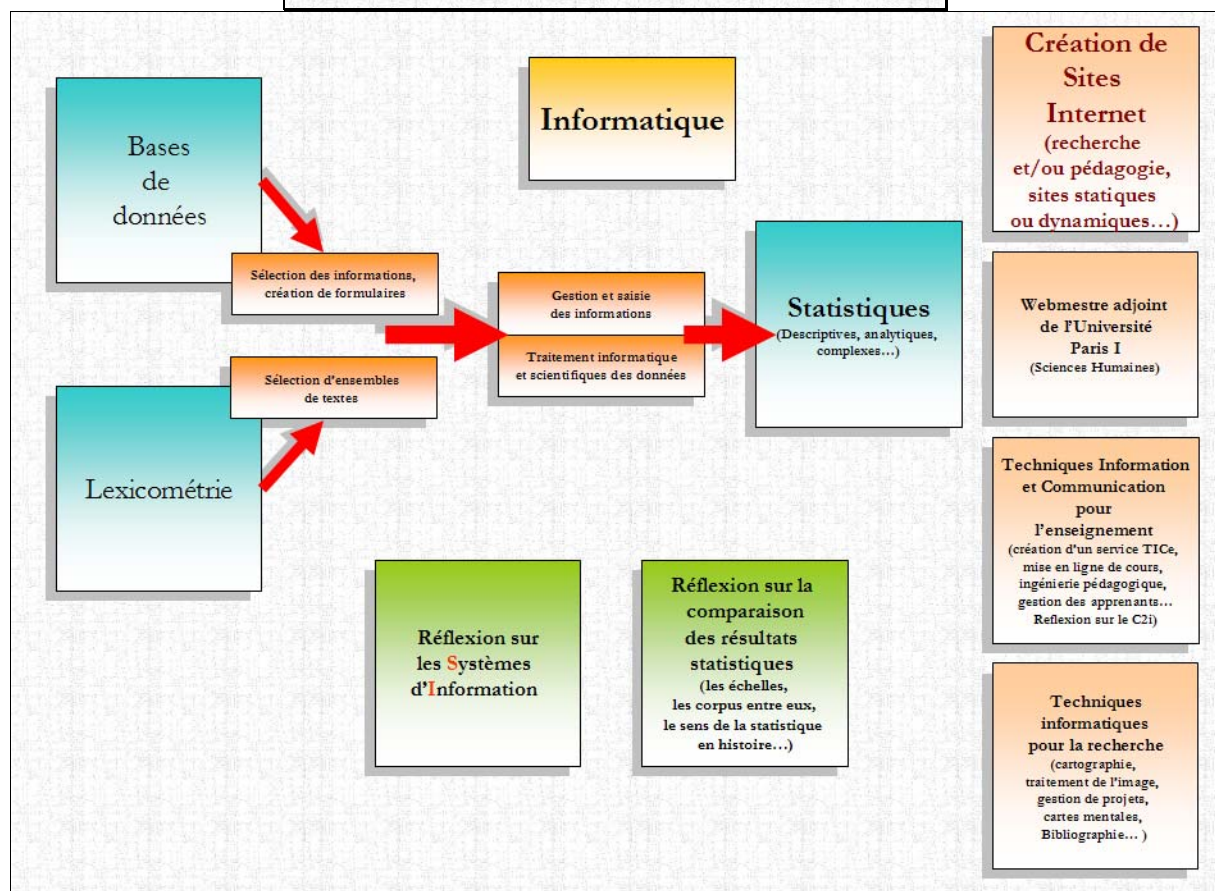 Informatique
Bases
de
données
Sélection des informations,
création de formulaires
Gestion et saisie
des informations
Traitement informatique
et scientifiques des données
Statistiques
(Descriptives, analytiques,
complexes...)
Sélection d'ensembles
de textes
Lexicométrie
Réflexion sur
les Systèmes
d'Information
Réflexion sur la
comparaison
des résultats
statistiques
(les échelles,
les corpus entre eux,
le sens de la statistique
en histoire...)
Création de
Sites
Internet
(recherche
et/ou pédagogie,
sites statiques
ou dynamiques...)
Webmestre adjoint
de l'Université
Paris I
(Sciences Humaines)
Techniques Information
et Communication
pour
l'enseignement
(création d'un service TICe,
mise en ligne de cours,
ingénierie pédagogique,
gestion des apprenants...
Reflexion sur le C2i)
Techniques
informatiques
pour la recherche
(cartographie,
traitement de l'image,
gestion de projets,
cartes mentales,
Bibliographie... )